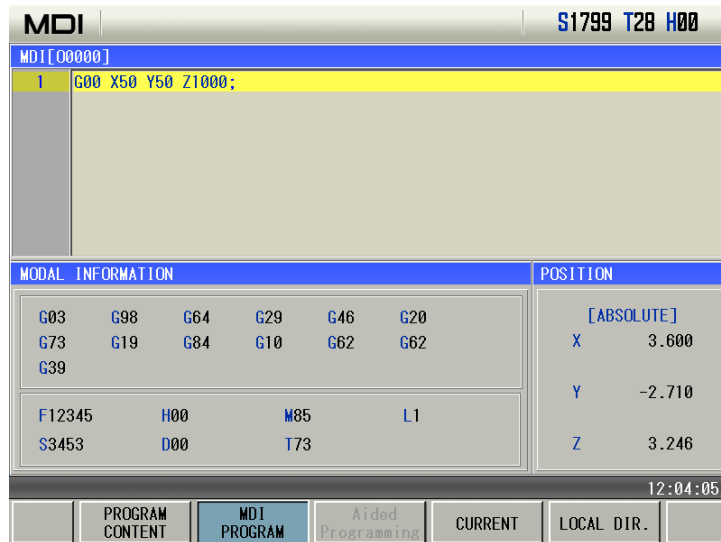 MDI S1799 T28 H00
MDI[O0000]
1 G00 X50 Y50 Z1000;
MODAL INFORMATION POSITION
G03 G98 G64 G29 G46 G20
G73 G19 G84 G10 G62 G62
G39
F12345 H00 M85 L1
S3453 D00 T73
[ABSOLUTE]
X 3.600
Y -2.710
Z 3.246
12:04:05
PROGRAM CONTENT
MDI PROGRAM
Aided Programming
CURRENT
LOCAL DIR.